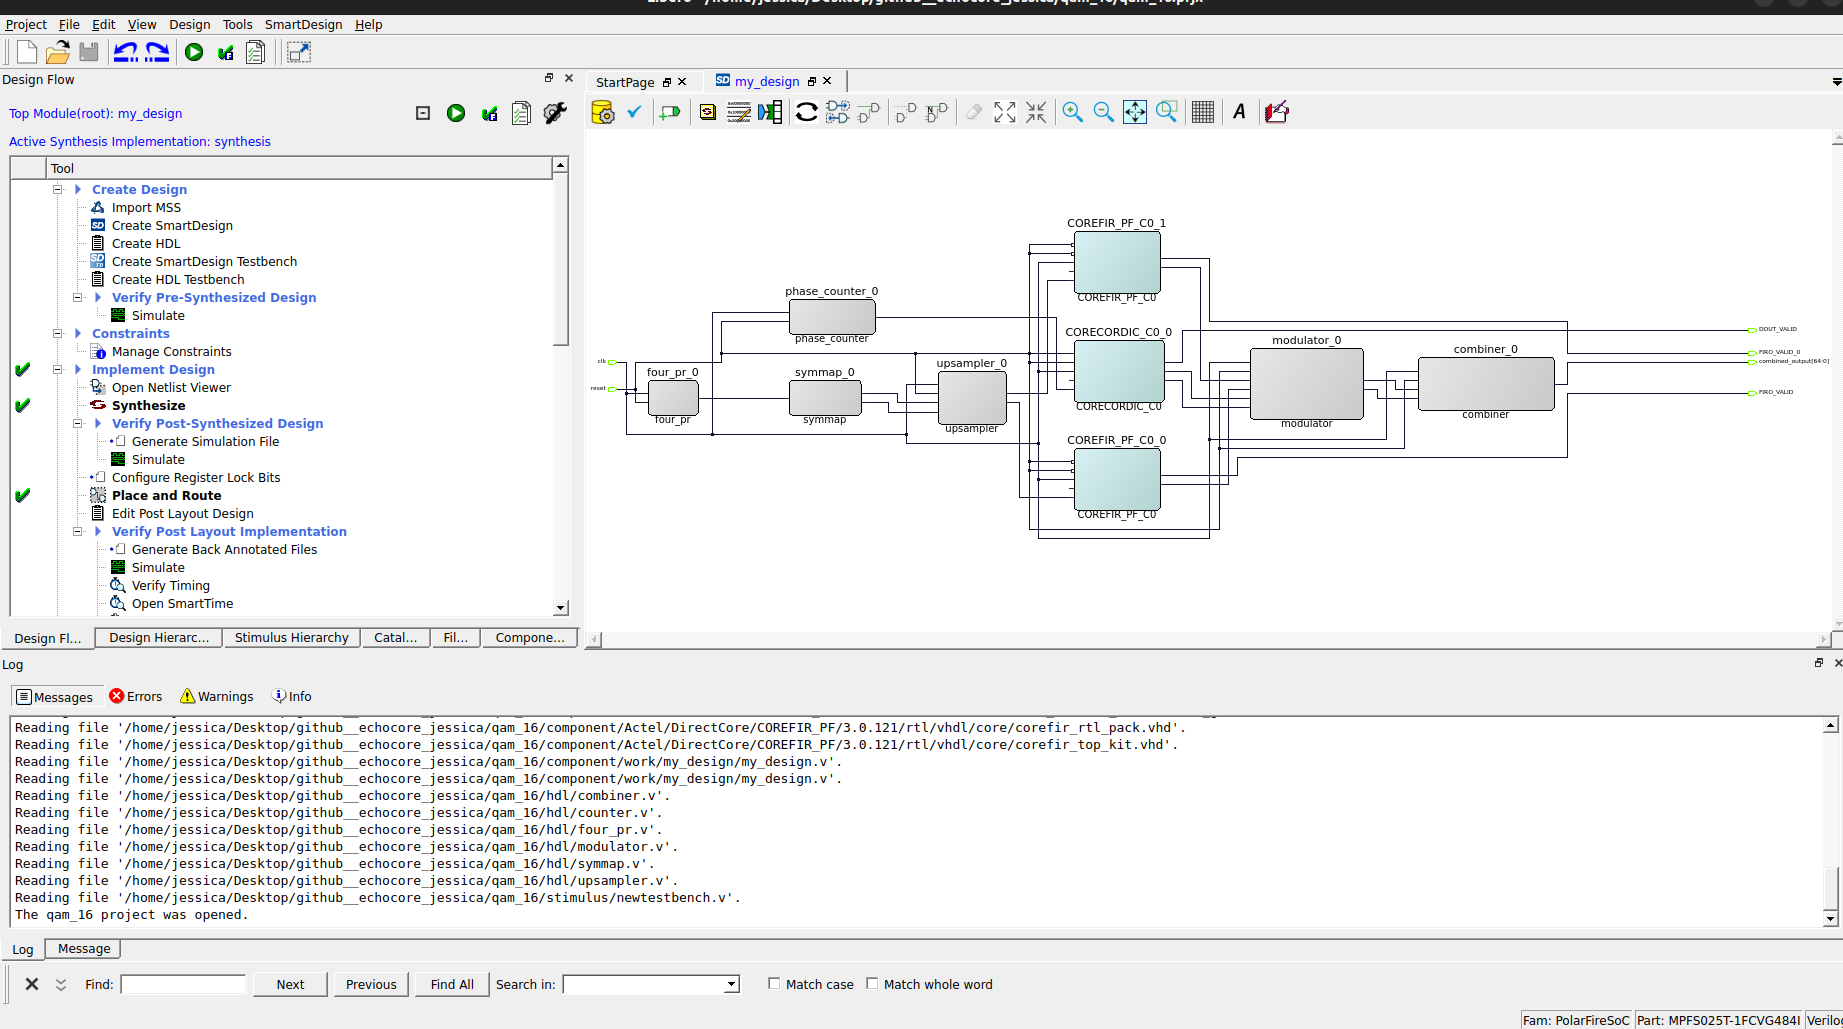 Project File Edit View Design Tools SmartDesign Help
Design Flow
Top Module(root): my_design
Active Synthesis Implementation: synthesis
Tool
Create Design
Import MSS
Create SmartDesign
Create HDL
Create SmartDesign Testbench
Create HDL Testbench
Verify Pre-Synthesized Design
Simulate
Constraints
Manage Constraints
Implement Design
Open Netlist Viewer
Synthesize
Verify Post-Synthesized Design
Generate Simulation File
Simulate
Configure Register Lock Bits
Place and Route
Edit Post Layout Design
Verify Post Layout Implementation
Generate Back Annotated Files
Simulate
Verify Timing
Open SmartTime
Design Fl... Design Hierarc... Stimulus Hierarchy Catal... Fil... Compone...
StartPage my_design
COREFIR_PF_C0_1
COREFIR_PF_C0
phase_counter_0
phase_counter
CORECORDIC_C0_0
CORECORDIC_C0
DOUT_VALID
modulator_0
modulator
combiner_0
combiner
FIRO_VALID_0
combined_output[64:0]
FIRO_VALID
clk
reset
four_pr_0
four_pr
symmap_0
symmap
upsampler_0
upsampler
COREFIR_PF_C0_0
COREFIR_PF_C0
Log
Messages Errors Warnings Info
Reading file '/home/jessica/Desktop/github__echocore_jessica/qam_16/component/Actel/DirectCore/COREFIR_PF/3.0.121/rtl/vhdl/core/corefir_rtl_pack.vhd'.
Reading file '/home/jessica/Desktop/github__echocore_jessica/qam_16/component/Actel/DirectCore/COREFIR_PF/3.0.121/rtl/vhdl/core/corefir_top_kit.vhd'.
Reading file '/home/jessica/Desktop/github__echocore_jessica/qam_16/component/work/my_design/my_design.v'.
Reading file '/home/jessica/Desktop/github__echocore_jessica/qam_16/component/work/my_design/my_design.v'.
Reading file '/home/jessica/Desktop/github__echocore_jessica/qam_16/hdl/combiner.v'.
Reading file '/home/jessica/Desktop/github__echocore_jessica/qam_16/hdl/counter.v'.
Reading file '/home/jessica/Desktop/github__echocore_jessica/qam_16/hdl/four_pr.v'.
Reading file '/home/jessica/Desktop/github__echocore_jessica/qam_16/hdl/modulator.v'.
Reading file '/home/jessica/Desktop/github__echocore_jessica/qam_16/hdl/symmap.v'.
Reading file '/home/jessica/Desktop/github__echocore_jessica/qam_16/hdl/upsampler.v'.
Reading file '/home/jessica/Desktop/github__echocore_jessica/qam_16/stimulus/newtestbench.v'.
The qam_16 project was opened.
Log Message
Find: Next Previous Find All Search in: Match case Match whole word
Fam: PolarFireSoC Part: MPFS025T-1FCVG484I Verilo